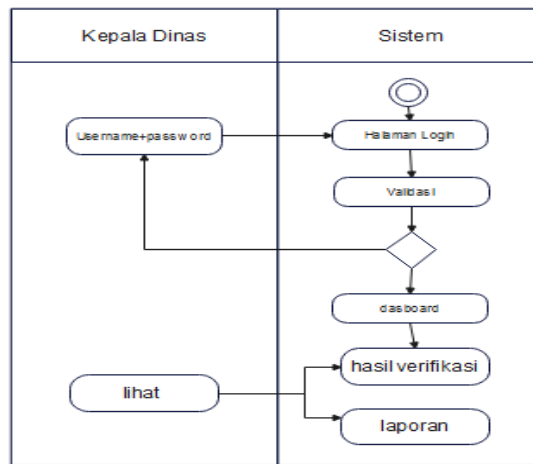 Kepala Dinas
Sistem
Username+password
Halaman Login
Validasi
dasboard
hasil verifikasi
lihat
laporan